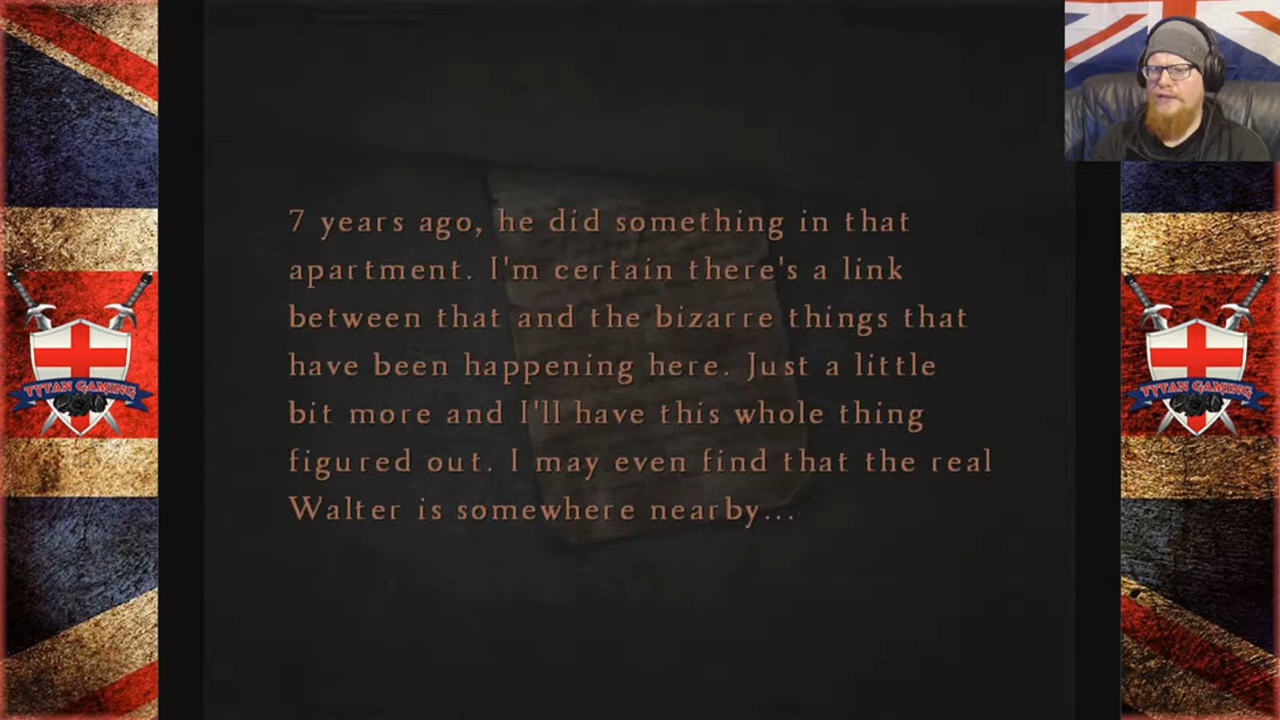 7 years ago, he did something in that
apartment. I'm certain there's a link
between that and the bizarre things that
have been happening here. Just a little
bit more and I'll have this whole thing
figured out. I may even find that the real
Walter is somewhere nearby...
TYTAN GAMING
TYTAN GAMING